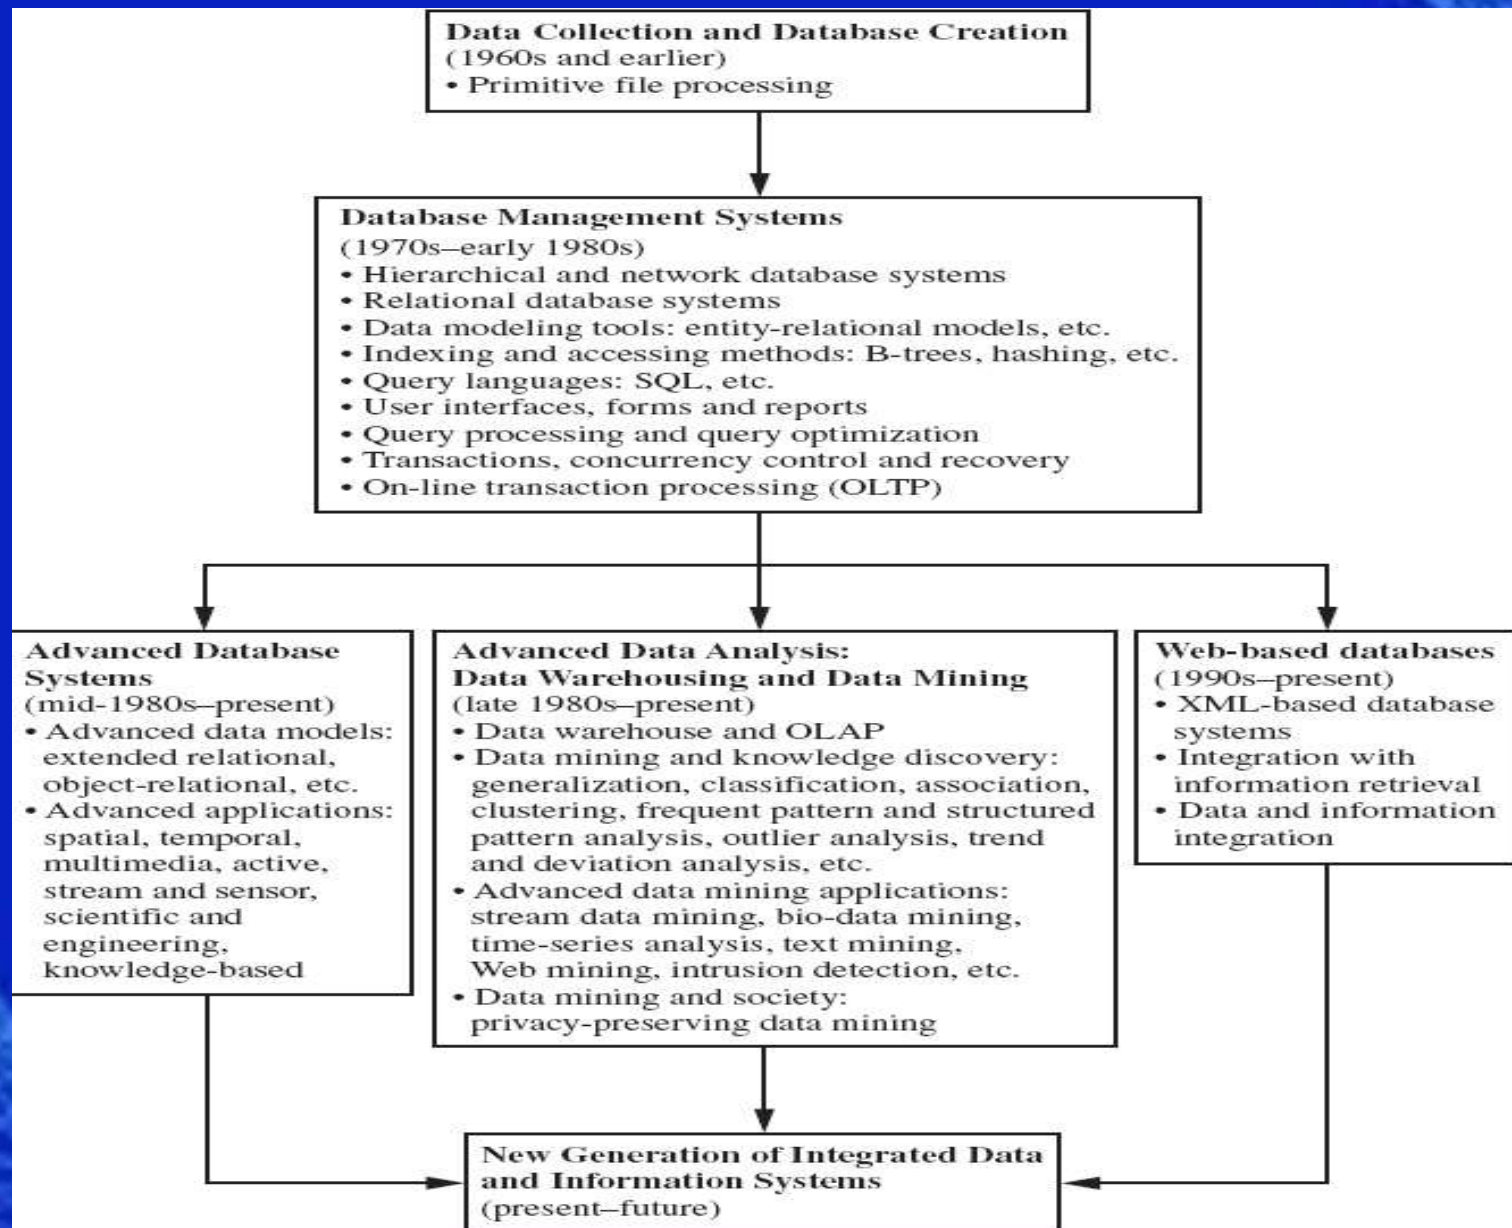 Data Collection and Database Creation
(1960s and earlier)
• Primitive file processing
Database Management Systems
(1970s–early 1980s)
• Hierarchical and network database systems
• Relational database systems
• Data modeling tools: entity-relational models, etc.
• Indexing and accessing methods: B-trees, hashing, etc.
• Query languages: SQL, etc.
• User interfaces, forms and reports
• Query processing and query optimization
• Transactions, concurrency control and recovery
• On-line transaction processing (OLTP)
Advanced Database
Systems
(mid-1980s–present)
• Advanced data models:
extended relational,
object-relational, etc.
• Advanced applications:
spatial, temporal,
multimedia, active,
stream and sensor,
scientific and
engineering,
knowledge-based
Advanced Data Analysis:
Data Warehousing and Data Mining
(late 1980s–present)
• Data warehouse and OLAP
• Data mining and knowledge discovery:
generalization, classification, association,
clustering, frequent pattern and structured
pattern analysis, outlier analysis, trend
and deviation analysis, etc.
• Advanced data mining applications:
stream data mining, bio-data mining,
time-series analysis, text mining,
Web mining, intrusion detection, etc.
• Data mining and society:
privacy-preserving data mining
Web-based databases
(1990s–present)
• XML-based database
systems
• Integration with
information retrieval
• Data and information
integration
New Generation of Integrated Data
and Information Systems
(present–future)